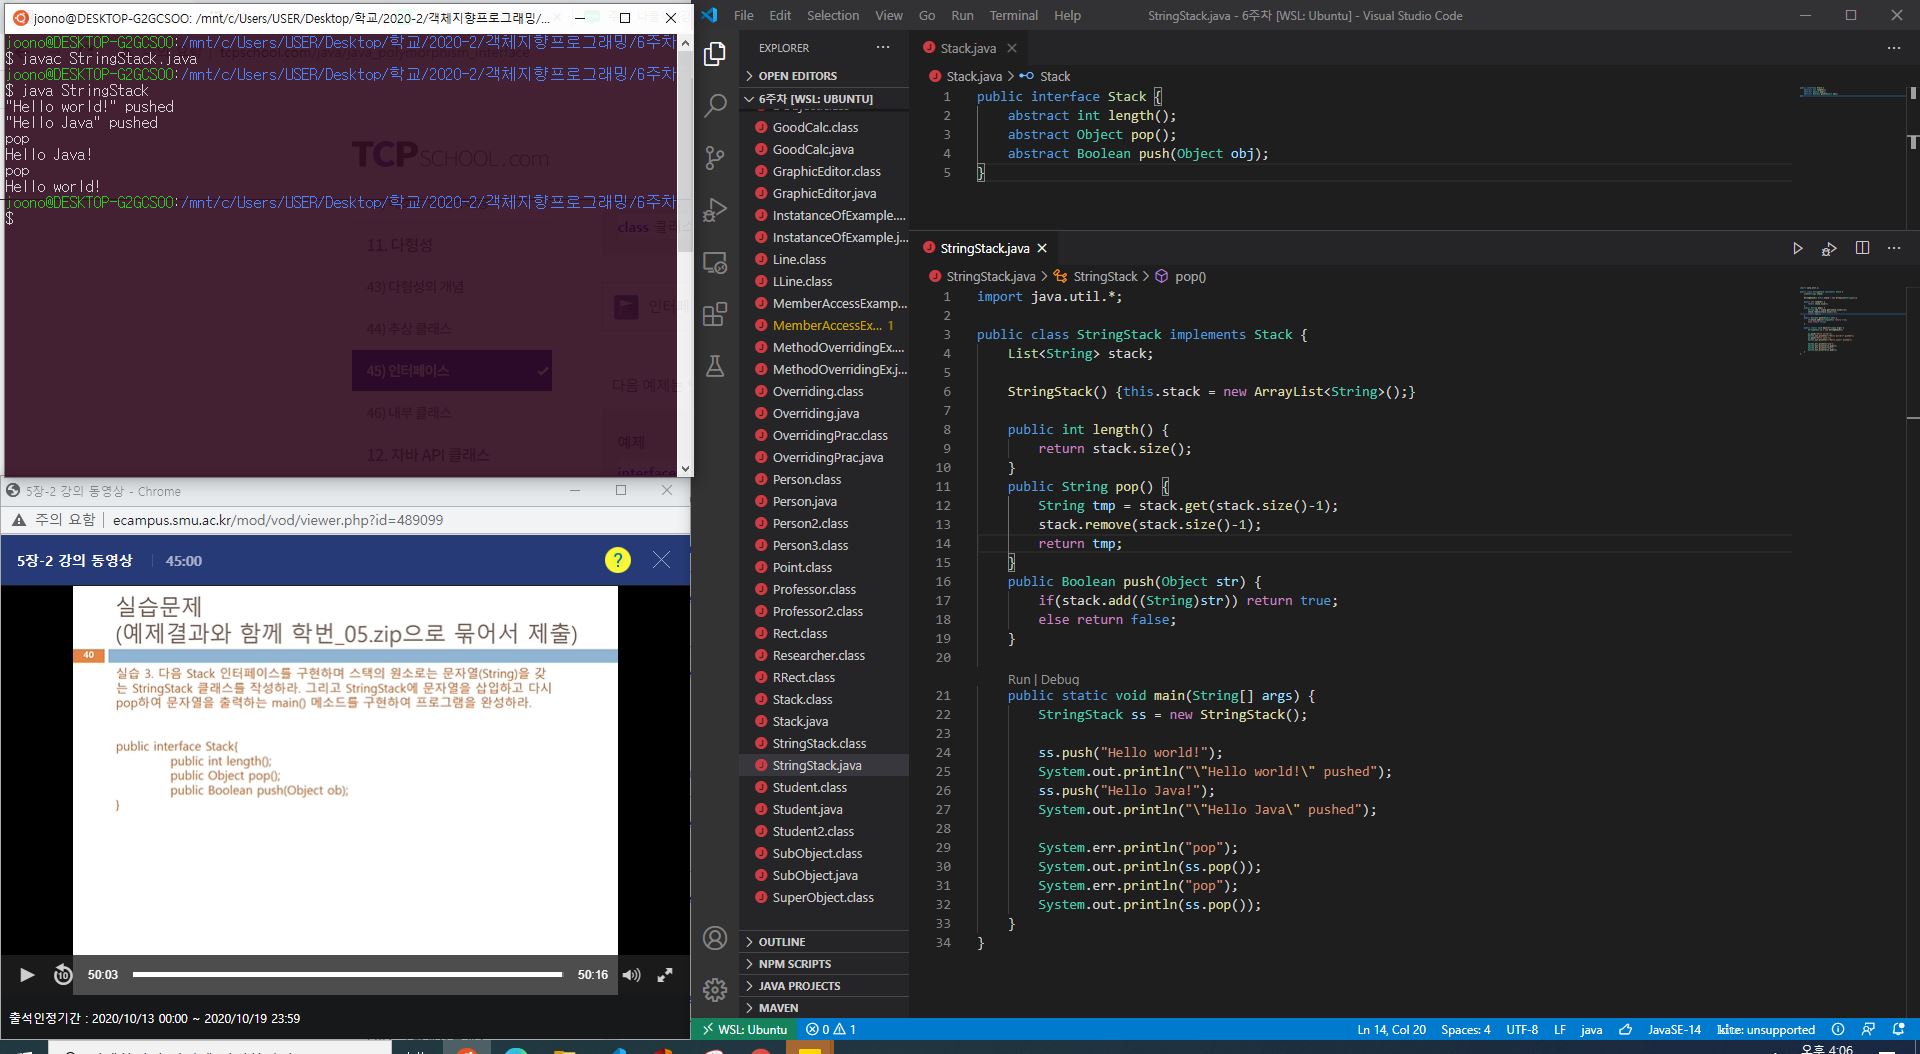 joono@DESKTOP-G2GCSOO: /mnt/c/Users/USER/Desktop/학교/2020-2/객체지향프로그래밍/...
joono@DESKTOP-G2GCSOO:/mnt/c/Users/USER/Desktop/학교/2020-2/객체지향프로그래밍/6주차
$ javac StringStack.java
joono@DESKTOP-G2GCSOO:/mnt/c/Users/USER/Desktop/학교/2020-2/객체지향프로그래밍/6주차
$ java StringStack
"Hello world!" pushed
"Hello Java" pushed
pop
Hello Java!
pop
Hello world!
joono@DESKTOP-G2GCSOO:/mnt/c/Users/USER/Desktop/학교/2020-2/객체지향프로그래밍/6주차
$
TCPSCHOOL.com
class
11. 다형성
43) 다형성의 개념
44) 추상 클래스
45) 인터페이스
46) 내부 클래스
12. 자바 API 클래스
다음 예제는
예제
interface
5장-2 강의 동영상 - Chrome
주의 요함 | ecampus.smu.ac.kr/mod/vod/viewer.php?id=489099
5장-2 강의 동영상 45:00
?
실습문제
(예제결과와 함께 학번_05.zip으로 묶어서 제출)
40
실습 3. 다음 Stack 인터페이스를 구현하며 스택의 원소로는 문자열(String)을 갖
는 StringStack 클래스를 작성하라. 그리고 StringStack에 문자열을 삽입하고 다시
pop하여 문자열을 출력하는 main() 메소드를 구현하여 프로그램을 완성하라.
public interface Stack{
public int length();
public Object pop();
public Boolean push(Object ob);
}
10 50:03 50:16
출석인정기간 : 2020/10/13 00:00 ~ 2020/10/19 23:59
File Edit Selection View Go Run Terminal Help
StringStack.java - 6주차 [WSL: Ubuntu] - Visual Studio Code
EXPLORER
OPEN EDITORS
6주차 [WSL: UBUNTU]
GoodCalc.class
GoodCalc.java
GraphicEditor.class
GraphicEditor.java
InstatanceOfExample....
InstatanceOfExample.j...
Line.class
LLine.class
MemberAccessExamp...
MemberAccessEx... 1
MethodOverridingEx....
MethodOverridingEx.j...
Overriding.class
Overriding.java
OverridingPrac.class
OverridingPrac.java
Person.class
Person.java
Person2.class
Person3.class
Point.class
Professor.class
Professor2.class
Rect.class
Researcher.class
RRect.class
Stack.class
Stack.java
StringStack.class
StringStack.java
Student.class
Student.java
Student2.class
SubObject.class
SubObject.java
SuperObject.class
OUTLINE
NPM SCRIPTS
JAVA PROJECTS
MAVEN
Stack.java
Stack.java > Stack
1 public interface Stack {
2 abstract int length();
3 abstract Object pop();
4 abstract Boolean push(Object obj);
5 }
StringStack.java
StringStack.java > StringStack > pop()
1 import java.util.*;
2
3 public class StringStack implements Stack {
4 List<String> stack;
5
6 StringStack() {this.stack = new ArrayList<String>();}
7
8 public int length() {
9 return stack.size();
10 }
11 public String pop() {
12 String tmp = stack.get(stack.size()-1);
13 stack.remove(stack.size()-1);
14 return tmp;
15 }
16 public Boolean push(Object str) {
17 if(stack.add((String)str)) return true;
18 else return false;
19 }
20
Run | Debug
21 public static void main(String[] args) {
22 StringStack ss = new StringStack();
23
24 ss.push("Hello world!");
25 System.out.println("\"Hello world!\" pushed");
26 ss.push("Hello Java!");
27 System.out.println("\"Hello Java\" pushed");
28
29 System.err.println("pop");
30 System.out.println(ss.pop());
31 System.err.println("pop");
32 System.out.println(ss.pop());
33 }
34 }
WSL: Ubuntu 0 1 Ln 14, Col 20 Spaces: 4 UTF-8 LF java JavaSE-14 kite: unsupported
오후 4:06